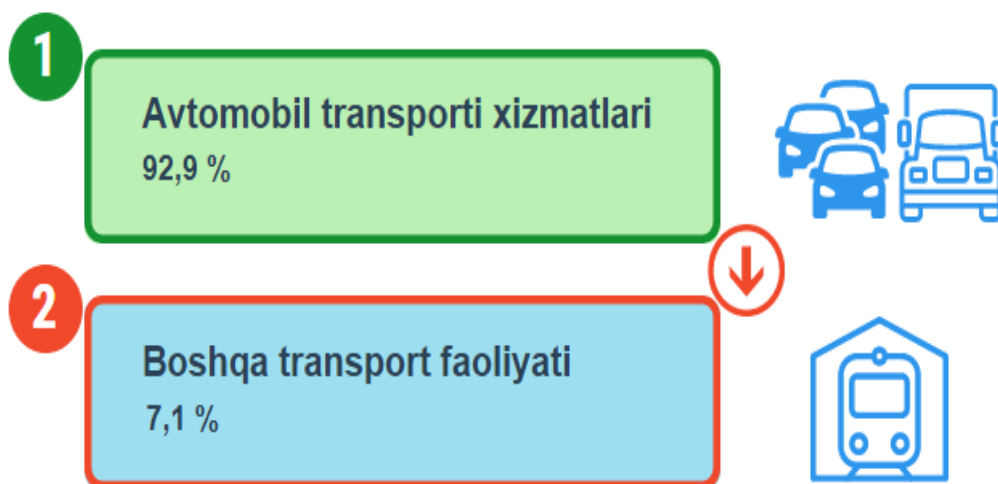 1
Avtomobil transporti xizmatlari
92,9 %
2
Boshqa transport faoliyati
7,1 %